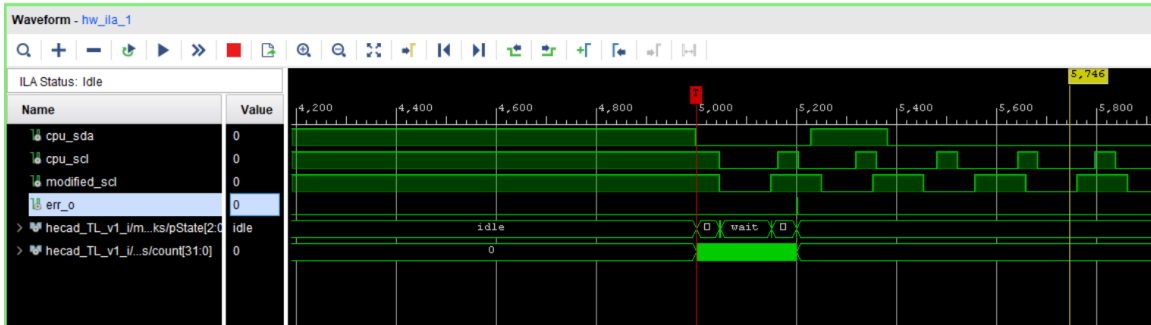 Waveform - hw_ila_1
ILA Status: Idle
5,746
Name Value
T
4,200 4,400 4,600 4,800 5,000 5,200 5,400 5,600 5,800
cpu_sda 0
cpu_scl 0
modified_scl 0
err_o 0
hecad_TL_v1_i/m...ks/pState[2:0 idle idle wait
hecad_TL_v1_i/...s/count[31:0] 0 0